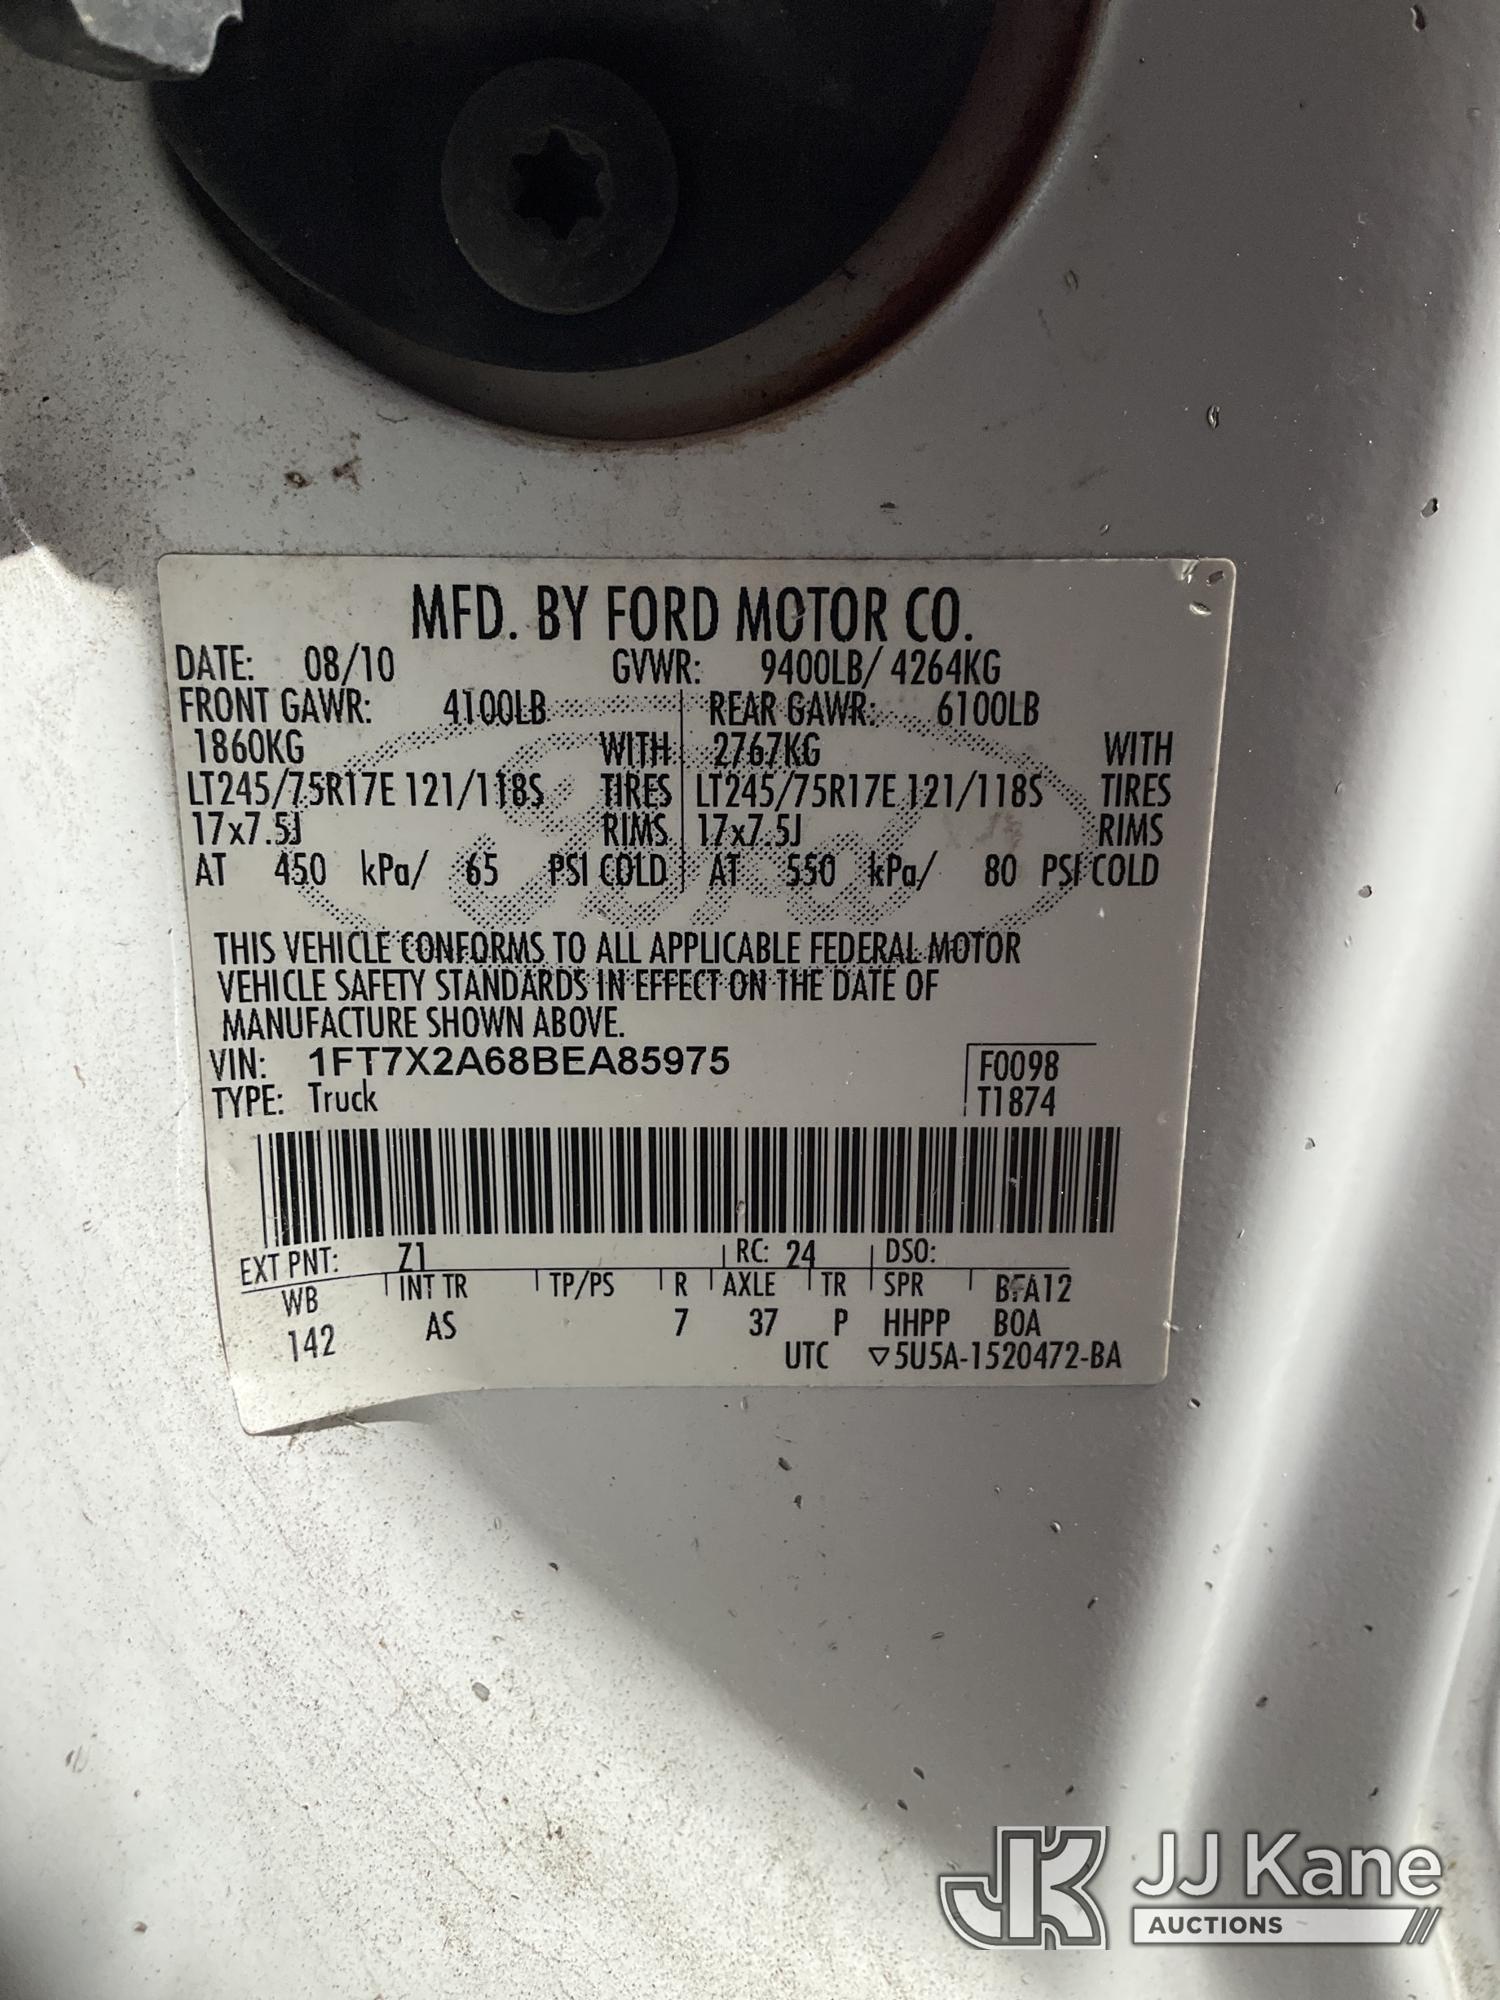 MFD. BY FORD MOTOR CO.
DATE: 08/10 GVWR: 9400LB/ 4264KG
FRONT GAWR: 4100LB REAR GAWR: 6100LB
1860KG WITH 2767KG WITH
LT245/75R17E 121/118S TIRES LT245/75R17E 121/118S TIRES
17x7.5J RIMS 17x7.5J RIMS
AT 450 kPa/ 65 PSI COLD AT 550 kPa/ 80 PSI COLD
THIS VEHICLE CONFORMS TO ALL APPLICABLE FEDERAL MOTOR
VEHICLE SAFETY STANDARDS IN EFFECT ON THE DATE OF
MANUFACTURE SHOWN ABOVE.
VIN: 1FT7X2A68BEA85975 F0098
TYPE: Truck T1874
EXT PNT: Z1 RC: 24 DSO:
WB INT TR TP/PS R AXLE TR SPR BFA12
142 AS 7 37 P HHPP BOA
UTC ▽5U5A-1520472-BA
Ford
JK JJ Kane
AUCTIONS